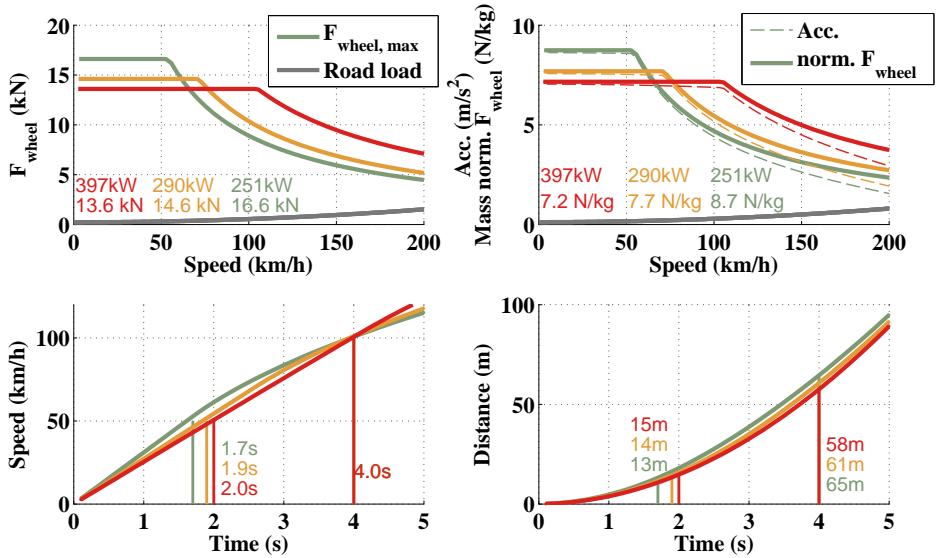 F wheel, max
Road load
F wheel (kN)
20
15
10
5
0
397kW 290kW 251kW
13.6 kN 14.6 kN 16.6 kN
0 50 100 150 200
Speed (km/h)
Acc.
norm. F wheel
Acc. (m/s²)
Mass norm. F wheel (N/kg)
10
5
0
397kW 290kW 251kW
7.2 N/kg 7.7 N/kg 8.7 N/kg
0 50 100 150 200
Speed (km/h)
Speed (km/h)
100
50
0
1.7s
1.9s
2.0s
4.0s
0 1 2 3 4 5
Time (s)
Distance (m)
100
50
0
15m
14m
13m
58m
61m
65m
0 1 2 3 4 5
Time (s)